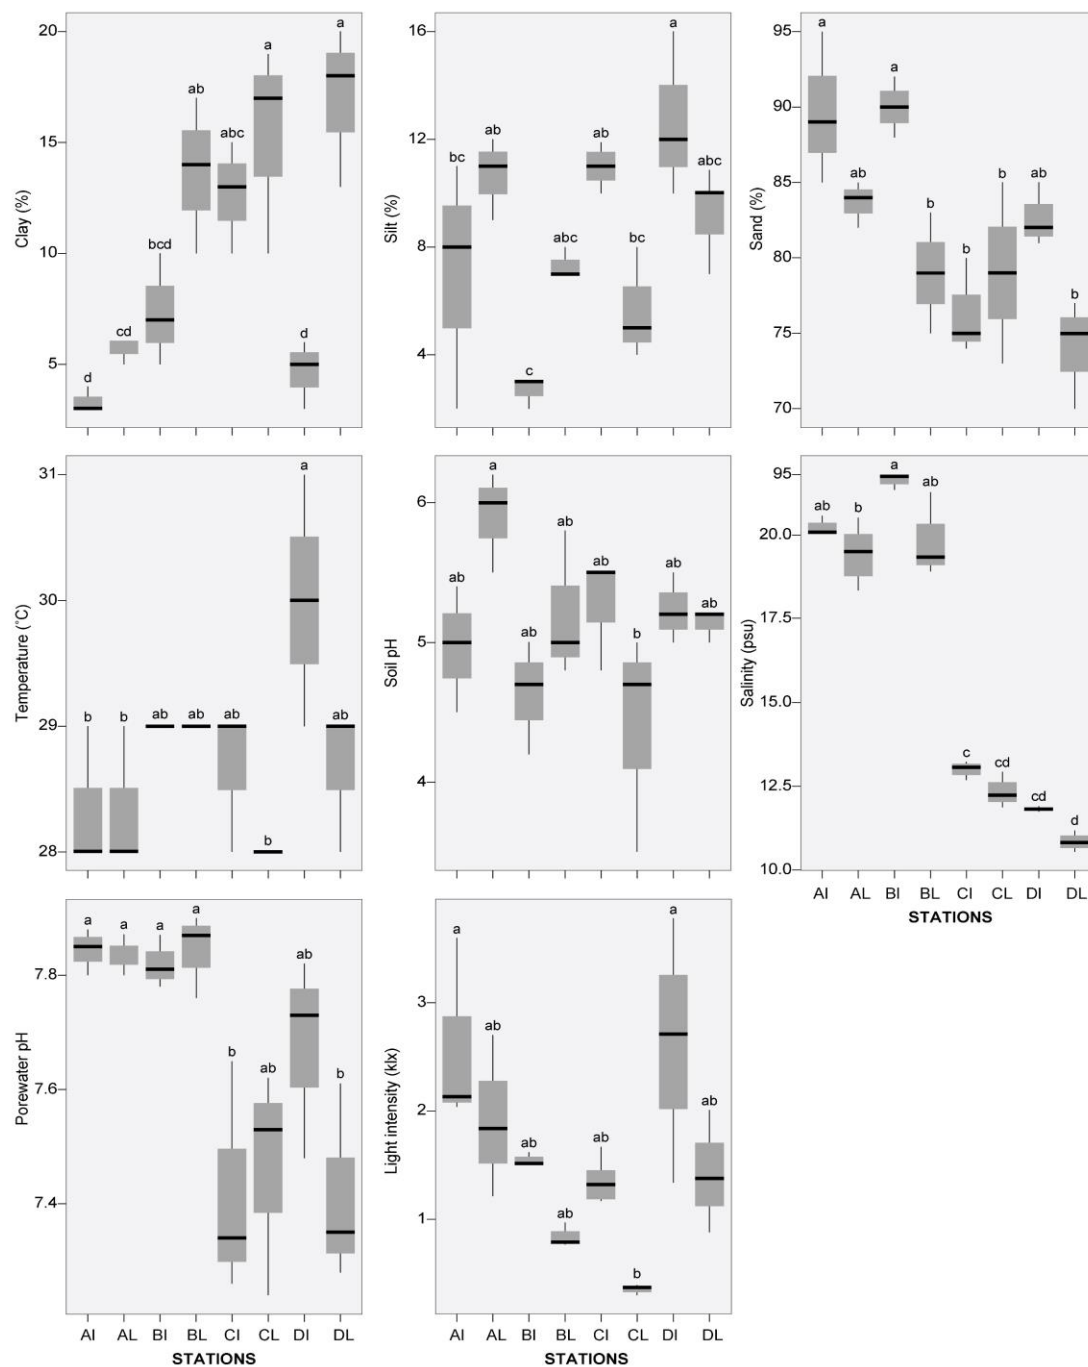 Clay (%)
20
15
10
5
d
cd
bcd
ab
abc
a
d
a
Silt (%)
16
12
8
4
bc
ab
c
abc
ab
bc
a
abc
Sand (%)
95
90
85
80
75
70
a
ab
a
b
b
b
ab
b
Temperature (°C)
31
30
29
28
b
b
ab
ab
ab
b
a
ab
Soil pH
6
5
4
ab
a
ab
ab
ab
b
ab
ab
Salinity (psu)
95
20.0
17.5
15.0
12.5
10.0
ab
b
a
ab
c
cd
cd
d
AI AL BI BL CI CL DI DL
STATIONS
Porewater pH
7.8
7.6
7.4
a
a
a
a
b
ab
ab
b
AI AL BI BL CI CL DI DL
STATIONS
Light intensity (klx)
3
2
1
a
ab
ab
ab
ab
b
a
ab
AI AL BI BL CI CL DI DL
STATIONS